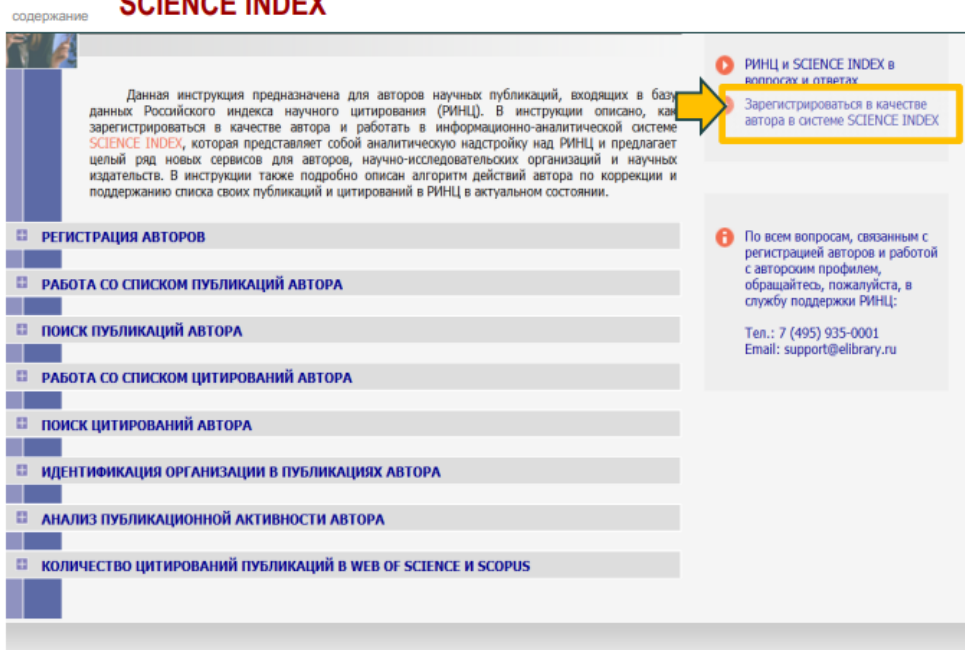 содержание
SCIENCE INDEX
Данная инструкция предназначена для авторов научных публикаций, входящих в базу
данных Российского индекса научного цитирования (РИНЦ). В инструкции описано, как
зарегистрироваться в качестве автора и работать в информационно-аналитической системе
SCIENCE INDEX, которая представляет собой аналитическую надстройку над РИНЦ и предлагает
целый ряд новых сервисов для авторов, научно-исследовательских организаций и научных
издательств. В инструкции также подробно описан алгоритм действий автора по коррекции и
поддержанию списка своих публикаций и цитирований в РИНЦ в актуальном состоянии.
РЕГИСТРАЦИЯ АВТОРОВ
РАБОТА СО СПИСКОМ ПУБЛИКАЦИЙ АВТОРА
ПОИСК ПУБЛИКАЦИЙ АВТОРА
РАБОТА СО СПИСКОМ ЦИТИРОВАНИЙ АВТОРА
ПОИСК ЦИТИРОВАНИЙ АВТОРА
ИДЕНТИФИКАЦИЯ ОРГАНИЗАЦИИ В ПУБЛИКАЦИЯХ АВТОРА
АНАЛИЗ ПУБЛИКАЦИОННОЙ АКТИВНОСТИ АВТОРА
КОЛИЧЕСТВО ЦИТИРОВАНИЙ ПУБЛИКАЦИЙ В WEB OF SCIENCE И SCOPUS
РИНЦ и SCIENCE INDEX в
вопросах и ответах
Зарегистрироваться в качестве
автора в системе SCIENCE INDEX
По всем вопросам, связанным с
регистрацией авторов и работой
с авторским профилем,
обращайтесь, пожалуйста, в
службу поддержки РИНЦ:
Тел.: 7 (495) 935-0001
Email: support@elibrary.ru